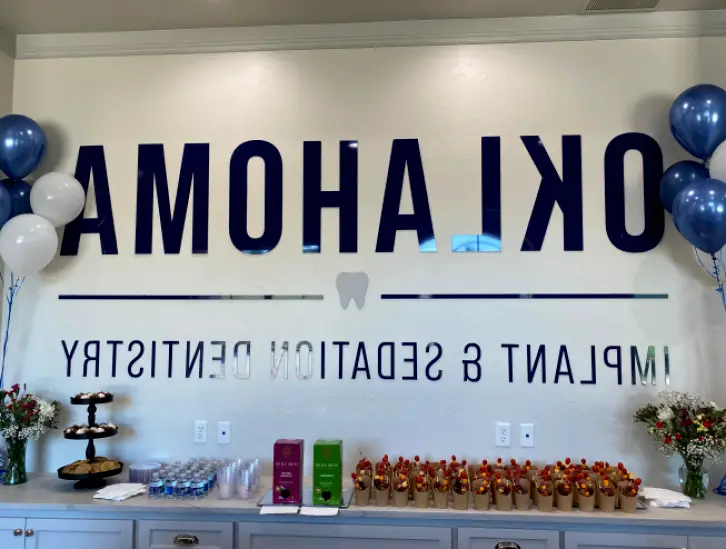 OKLAHOMA
IMPLANT & SEDATION DENTISTRY